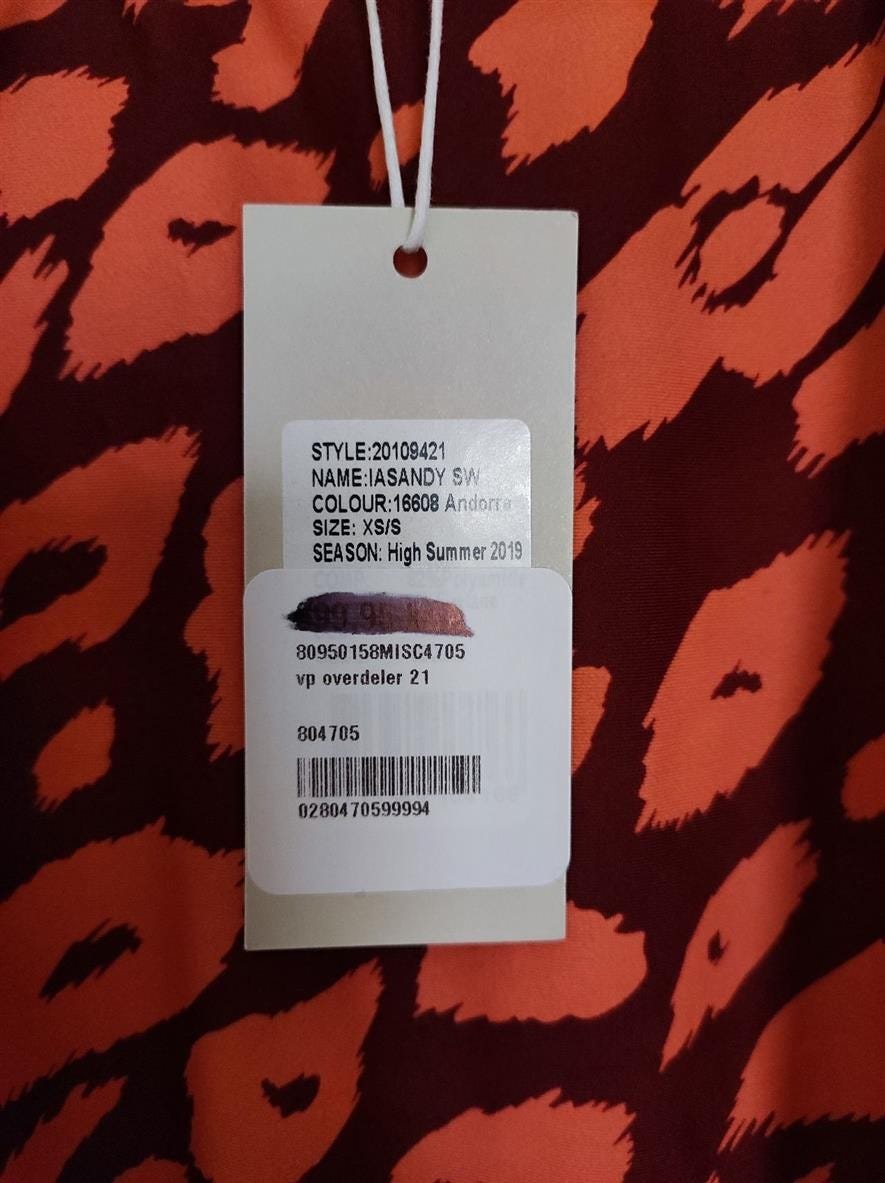 STYLE:20109421
NAME:IASANDY SW
COLOUR:16608 Andorra
SIZE: XS/S
SEASON: High Summer 2019
80950158MISC4705
vp overdeler 21
804705
0280470599994